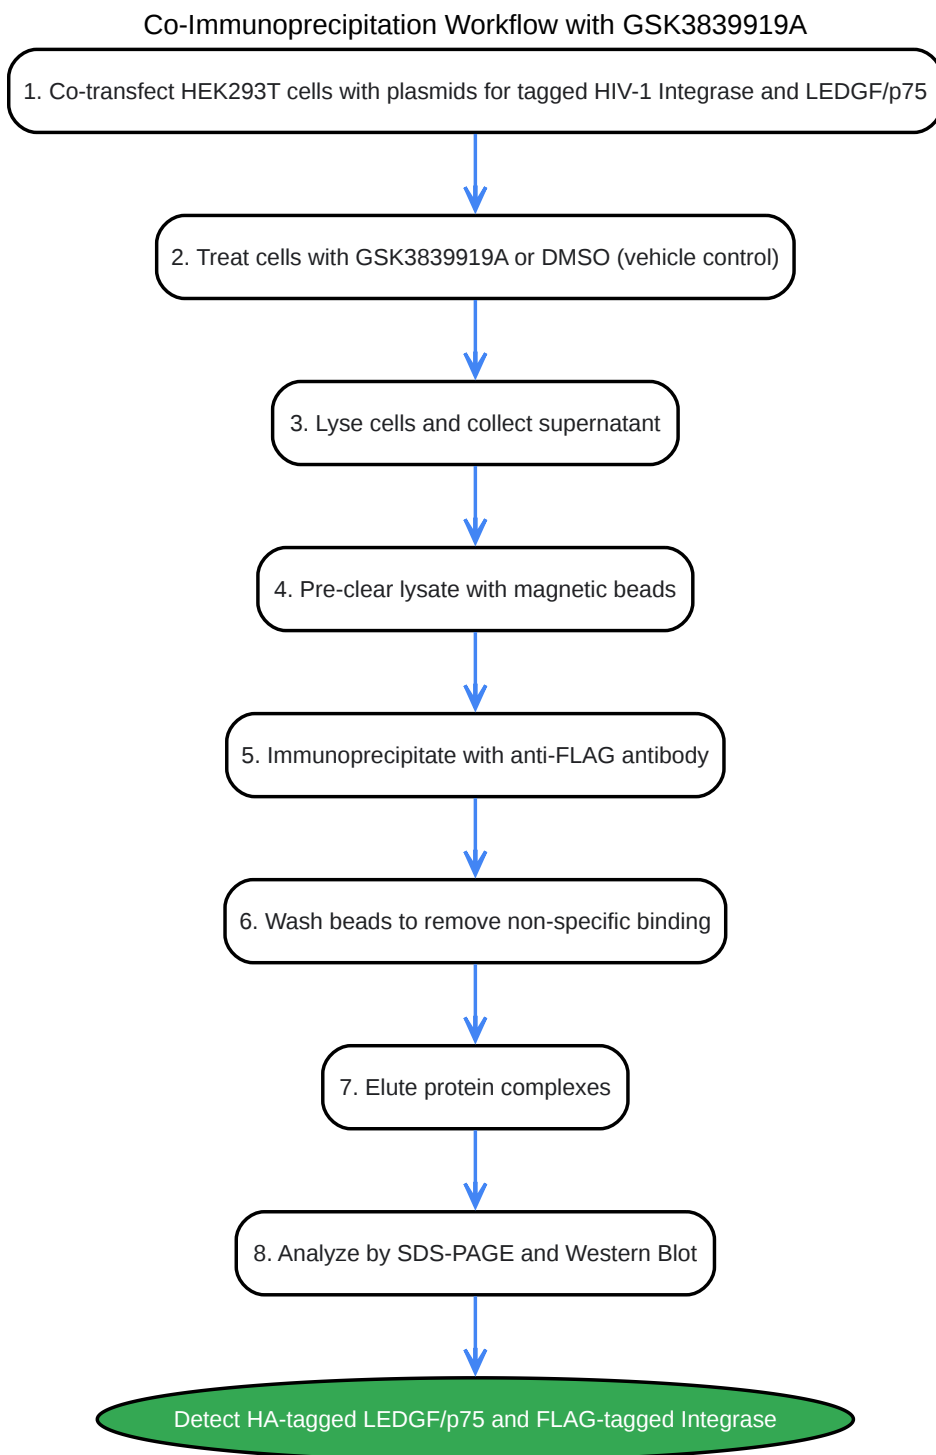 Co-Immunoprecipitation Workflow with GSK3839919A
1. Co-transfect HEK293T cells with plasmids for tagged HIV-1 Integrase and LEDGF/p75
2. Treat cells with GSK3839919A or DMSO (vehicle control)
3. Lyse cells and collect supernatant
4. Pre-clear lysate with magnetic beads
5. Immunoprecipitate with anti-FLAG antibody
6. Wash beads to remove non-specific binding
7. Elute protein complexes
8. Analyze by SDS-PAGE and Western Blot
Detect HA-tagged LEDGF/p75 and FLAG-tagged Integrase